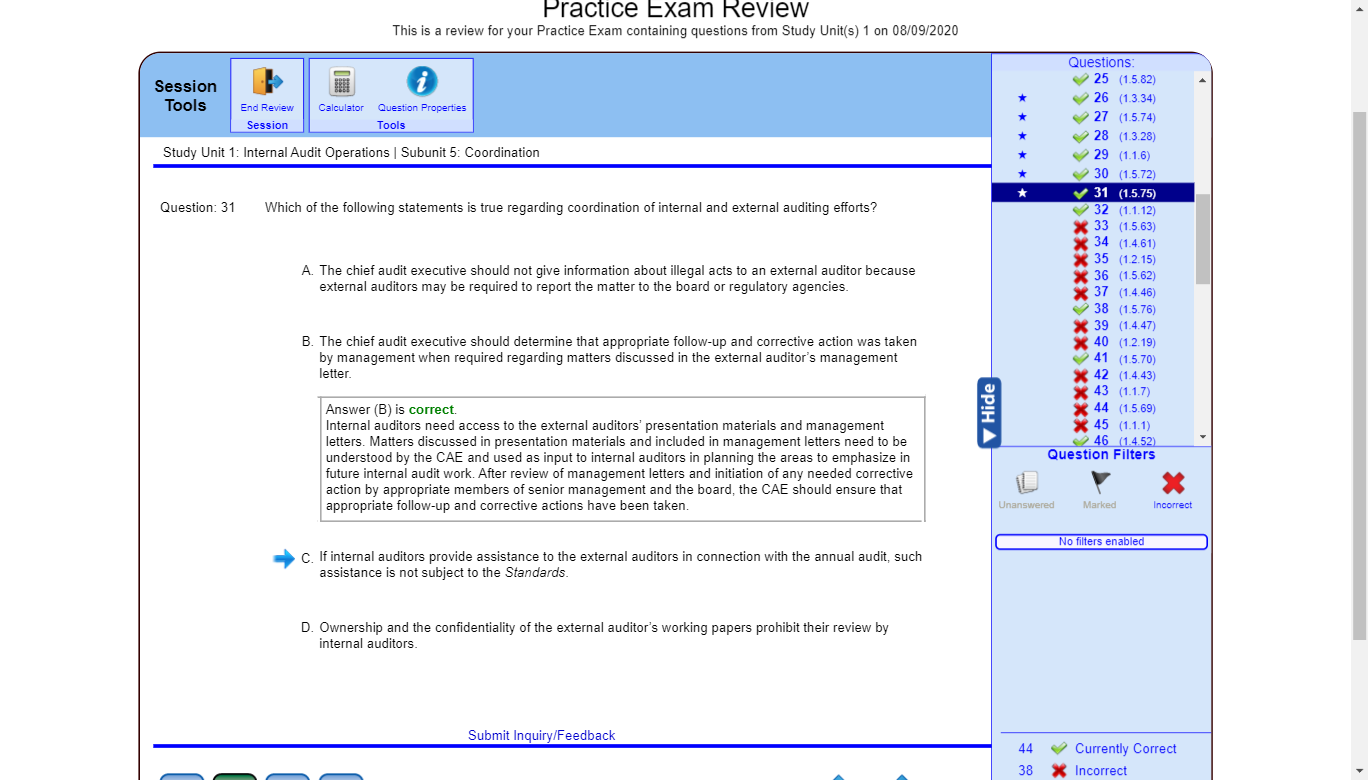 Practice Exam Review
This is a review for your Practice Exam containing questions from Study Unit(s) 1 on 08/09/2020
Session
Tools
End Review
Session
Calculator
Question Properties
Tools
Study Unit 1: Internal Audit Operations | Subunit 5: Coordination
Question: 31
Which of the following statements is true regarding coordination of internal and external auditing efforts?
A. The chief audit executive should not give information about illegal acts to an external auditor because
external auditors may be required to report the matter to the board or regulatory agencies.
B. The chief audit executive should determine that appropriate follow-up and corrective action was taken
by management when required regarding matters discussed in the external auditor’s management
letter.
Answer (B) is correct.
Internal auditors need access to the external auditors’ presentation materials and management
letters. Matters discussed in presentation materials and included in management letters need to be
understood by the CAE and used as input to internal auditors in planning the areas to emphasize in
future internal audit work. After review of management letters and initiation of any needed corrective
action by appropriate members of senior management and the board, the CAE should ensure that
appropriate follow-up and corrective actions have been taken.
C. If internal auditors provide assistance to the external auditors in connection with the annual audit, such
assistance is not subject to the Standards.
D. Ownership and the confidentiality of the external auditor’s working papers prohibit their review by
internal auditors.
Submit Inquiry/Feedback
Hide
Questions:
25 (1.5.82)
26 (1.3.34)
27 (1.5.74)
28 (1.3.28)
29 (1.1.6)
30 (1.5.72)
31 (1.5.75)
32 (1.1.12)
33 (1.5.63)
34 (1.4.61)
35 (1.2.15)
36 (1.5.62)
37 (1.4.46)
38 (1.5.76)
39 (1.4.47)
40 (1.2.19)
41 (1.5.70)
42 (1.4.43)
43 (1.1.7)
44 (1.5.69)
45 (1.1.1)
46 (1.4.52)
Question Filters
Unanswered
Marked
Incorrect
No filters enabled
44 Currently Correct
38 Incorrect